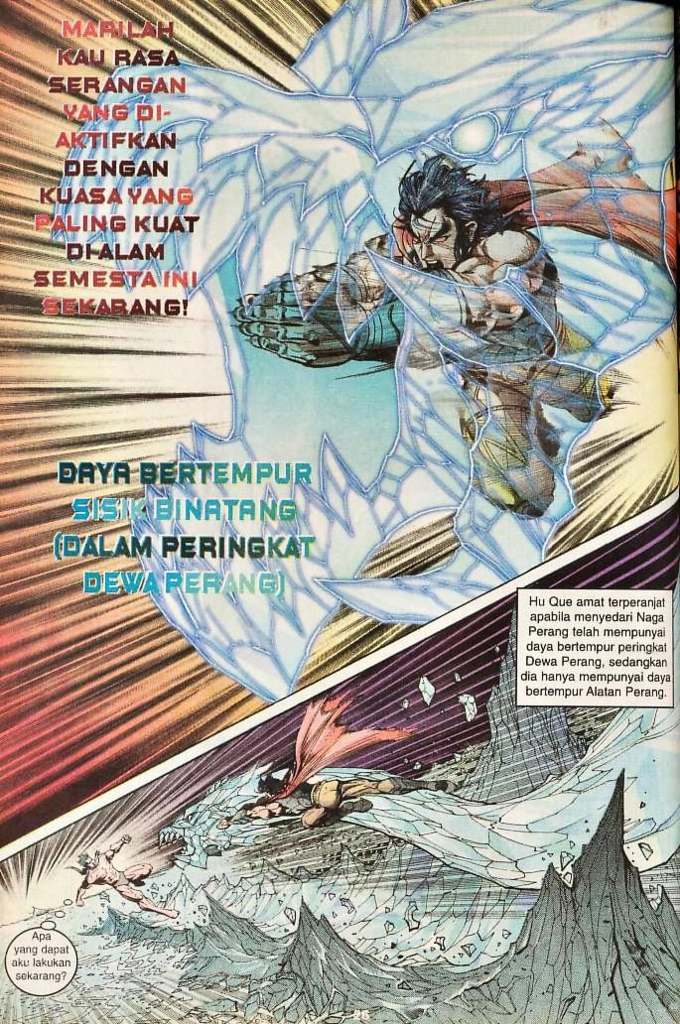 MARILAH
KAU RASA
SERANGAN
YANG DI-
AKTIFKAN
DENGAN
KUASA YANG
PALING KUAT
DI ALAM
SEMESTA INI
SEKARANG!
DAYA BERTEMPUR
SISIK BINATANG
(DALAM PERINGKAT
DEWA PERANG)
Hu Que amat terperanjat
apabila menyedari Naga
Perang telah mempunyai
daya bertempur peringkat
Dewa Perang, sedangkan
dia hanya mempunyai daya
bertempur Alatan Perang.
Apa
yang dapat
aku lakukan
sekarang?
26